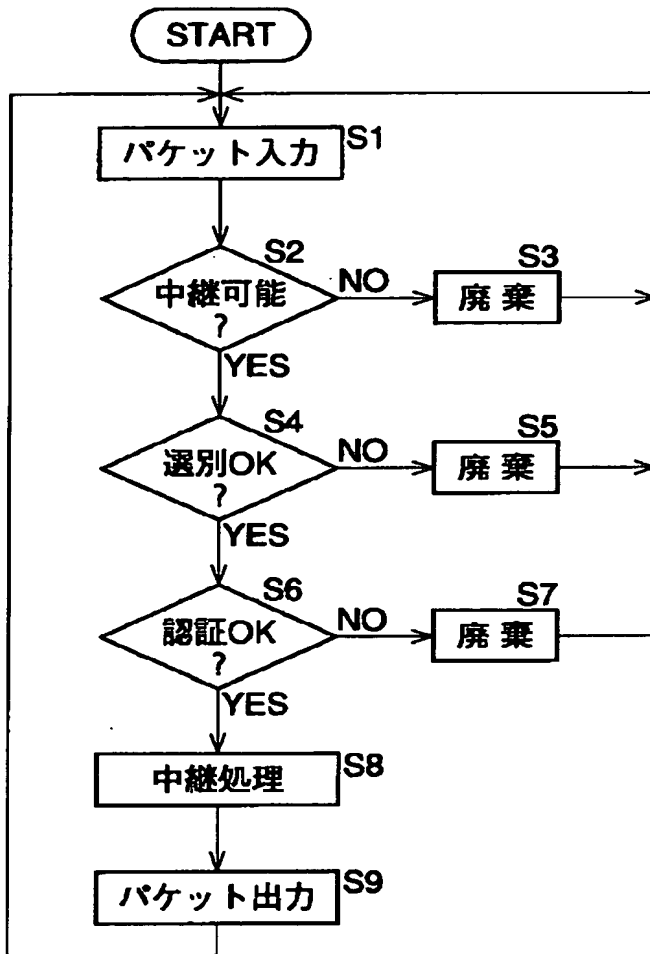 START
パケット入力
S1
S2
中継可能
?
NO
S3
廃棄
YES
S4
選別OK
?
NO
S5
廃棄
YES
S6
認証OK
?
NO
S7
廃棄
YES
中継処理
S8
パケット出力
S9